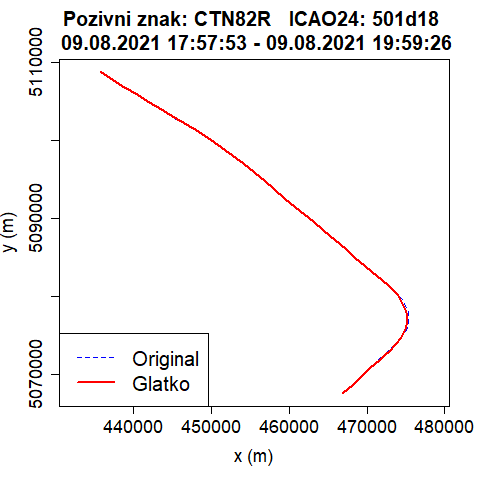 Pozivni znak: CTN82R   ICAO24: 501d18
09.08.2021 17:57:53 - 09.08.2021 19:59:26
5110000
5090000
5070000
y (m)
Original
Glatko
440000 450000 460000 470000 480000
x (m)